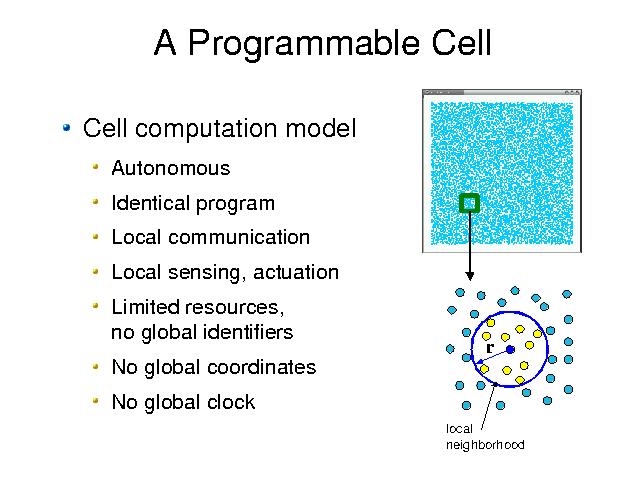 A Programmable Cell
Cell computation model
Autonomous
Identical program
Local communication
Local sensing, actuation
Limited resources,
no global identifiers
No global coordinates
No global clock
r
local
neighborhood